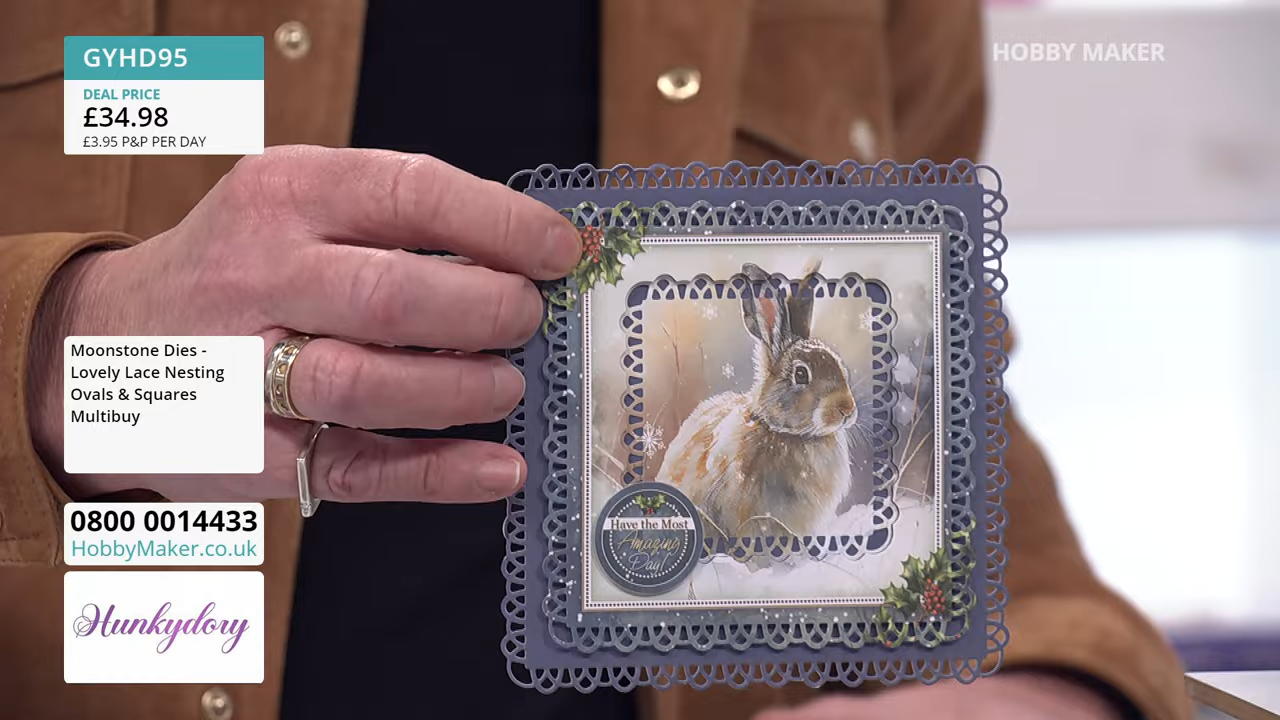 GYHD95
DEAL PRICE
£34.98
£3.95 P&P PER DAY
HOBBY MAKER
Moonstone Dies -
Lovely Lace Nesting
Ovals & Squares
Multibuy
0800 0014433
HobbyMaker.co.uk
Hunkydory
Have the Most
Amazing
Day!